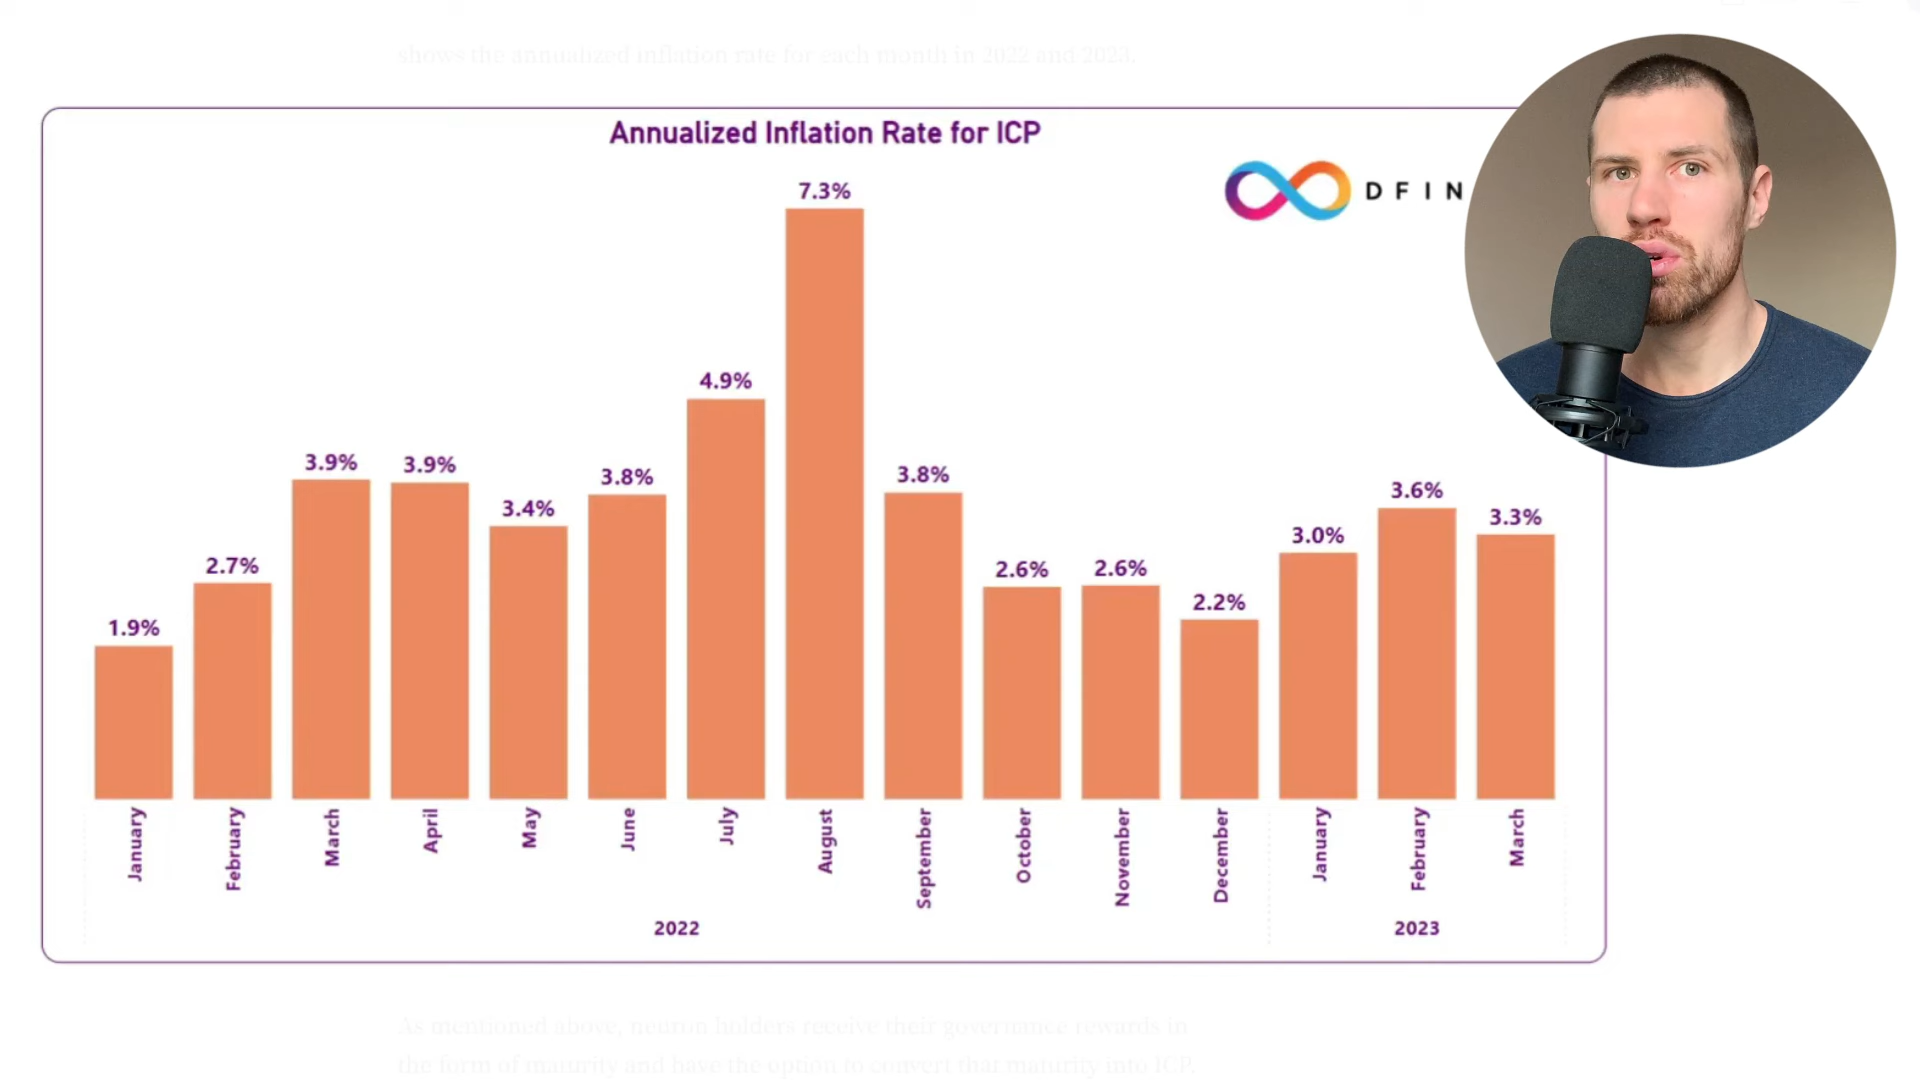 shows the annualized inflation rate for each month in 2022 and 2023.
Annualized Inflation Rate for ICP
DFIN
7.3%
4.9%
3.9%
3.9%
3.8%
3.8%
3.6%
3.4%
3.3%
3.0%
2.7%
2.6%
2.6%
2.2%
1.9%
January
February
March
April
May
June
July
August
September
October
November
December
January
February
March
2022
2023
As mentioned above, neuron holders receive their governance rewards in
the form of maturity and have the option to convert that maturity into ICP.